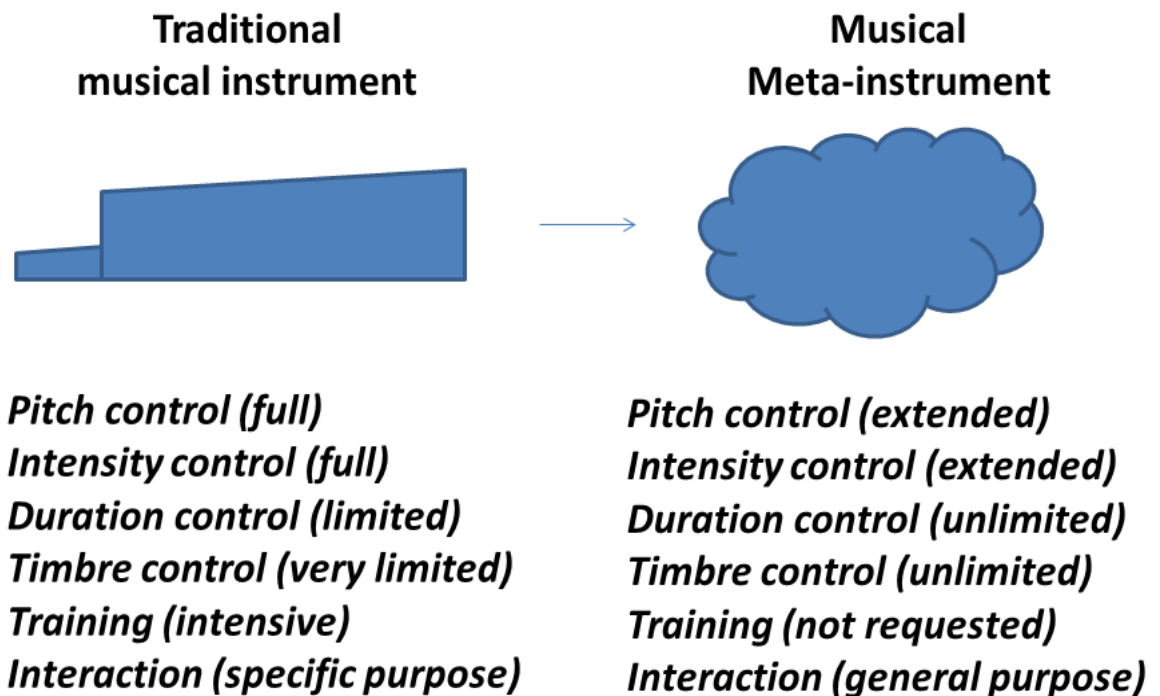 Traditional
musical instrument
Musical
Meta-instrument
Pitch control (full)
Intensity control (full)
Duration control (limited)
Timbre control (very limited)
Training (intensive)
Interaction (specific purpose)
Pitch control (extended)
Intensity control (extended)
Duration control (unlimited)
Timbre control (unlimited)
Training (not requested)
Interaction (general purpose)